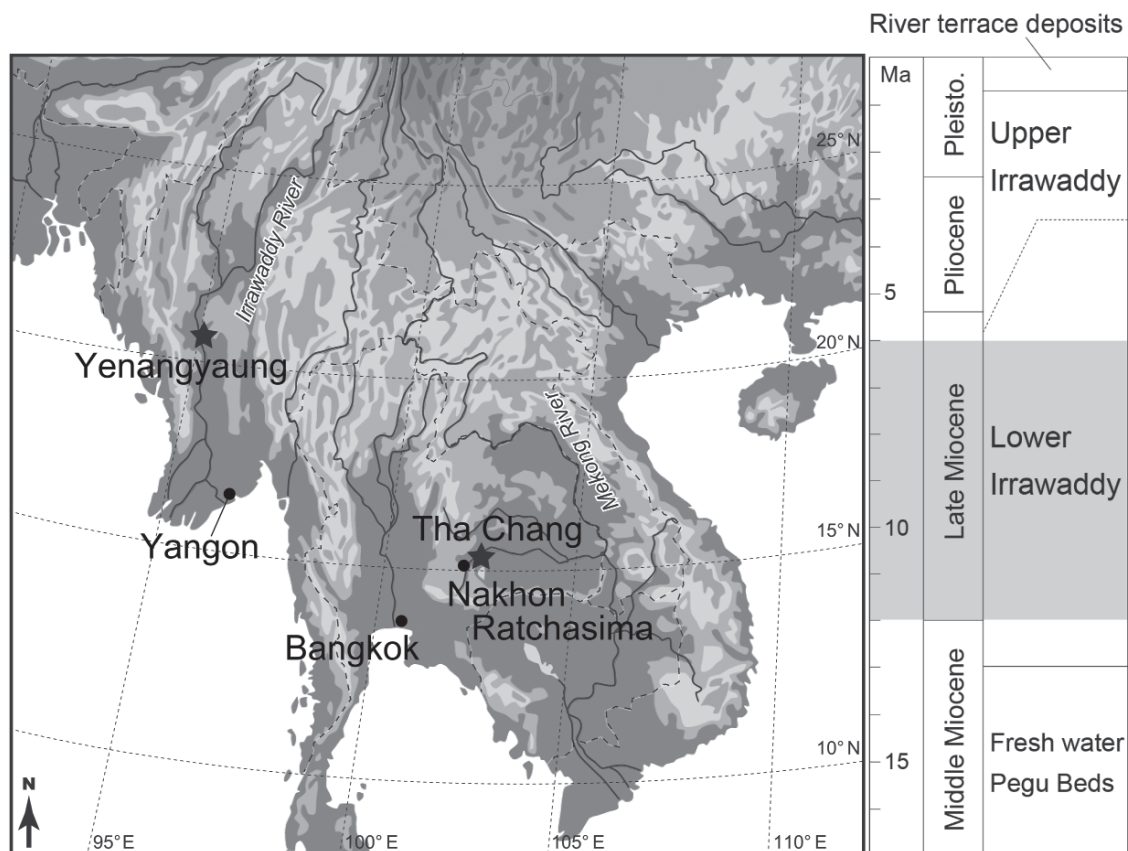 River terrace deposits
Ma
Pleisto.
Upper
Irrawaddy
Pliocene
5
Late Miocene
Lower
Irrawaddy
10
Middle Miocene
15
Fresh water
Pegu Beds
25° N
20° N
15° N
10° N
Irrawaddy River
Yenangyaung
Mekong River
Yangon
Tha Chang
Nakhon
Ratchasima
Bangkok
N
95° E
100° E
105° E
110° E